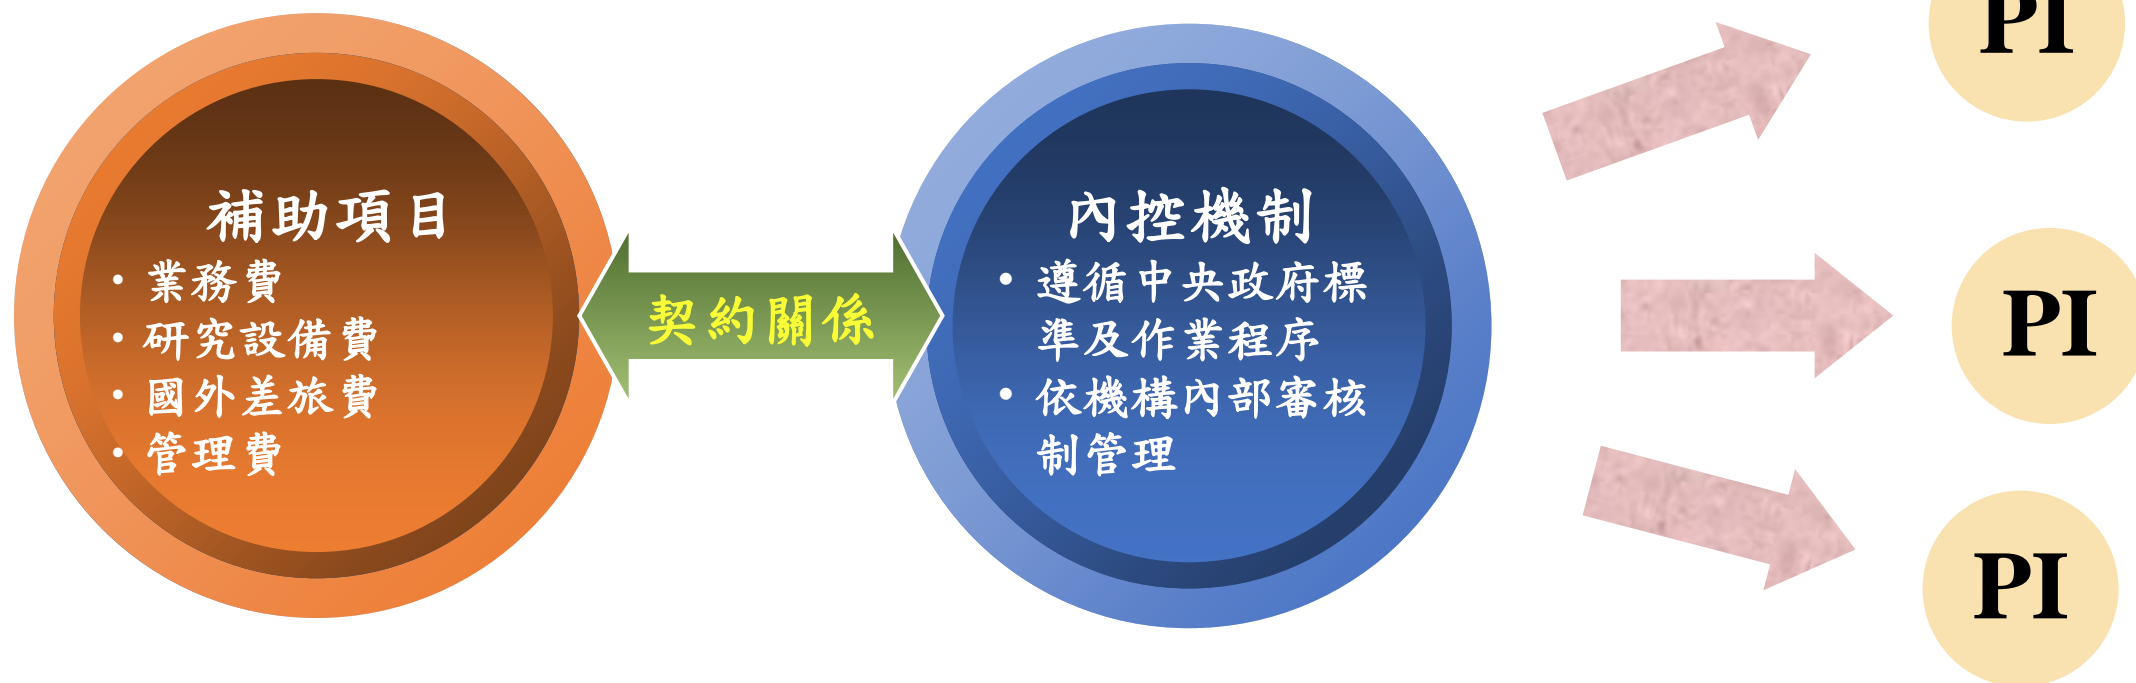 補助項目
• 業務費
• 研究設備費
• 國外差旅費
• 管理費
契約關係
內控機制
• 遵循中央政府標
準及作業程序
• 依機構內部審核
制管理
PI
PI
PI